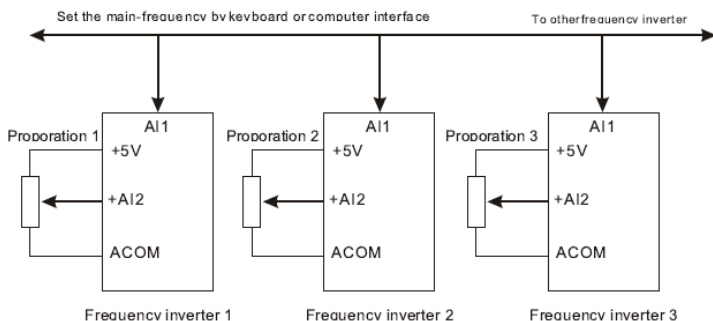 Set the main-frequency by keyboard or computer interface
To other frequency inverter
Proporation 1
AI1
+5V
+AI2
ACOM
Frequency inverter 1
Proporation 2
AI1
+5V
+AI2
ACOM
Frequency inverter 2
Proporation 3
AI1
+5V
+AI2
ACOM
Frequency inverter 3